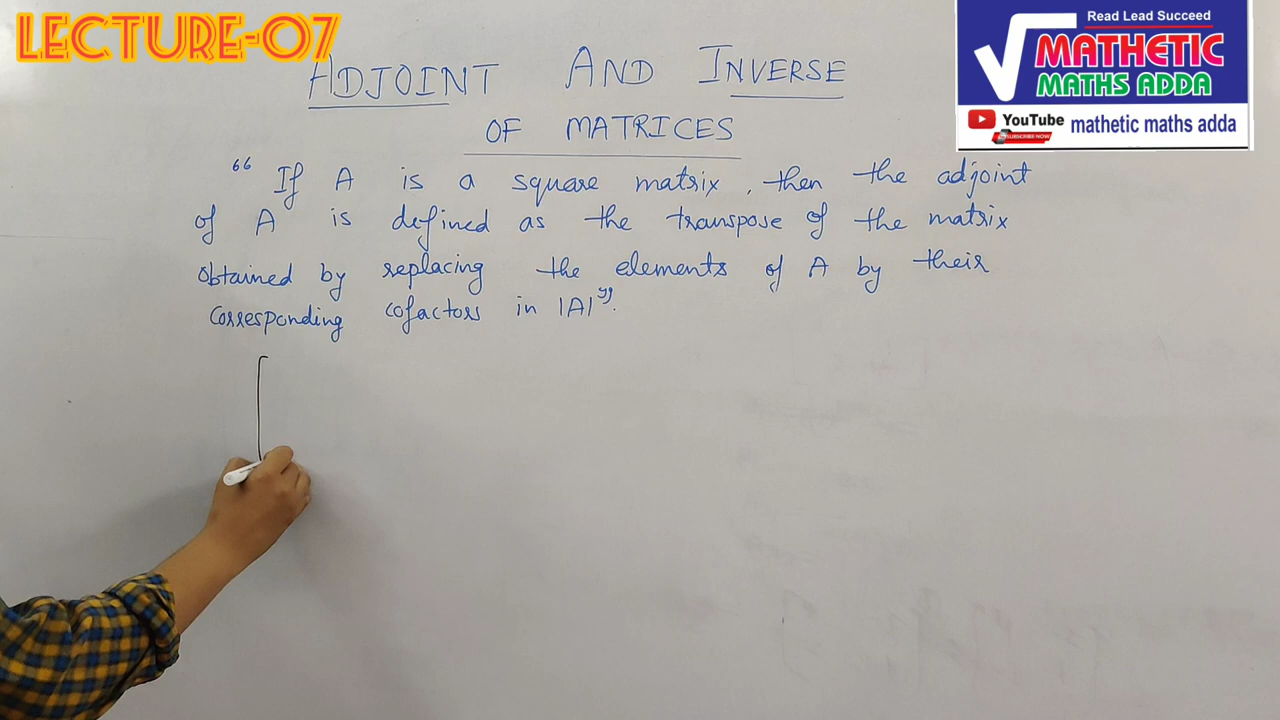 LECTURE-07
Read Lead Succeed
MATHETIC
MATHS ADDA
YouTube
SUBSCRIBE NOW
mathetic maths adda
ADJOINT AND INVERSE
OF MATRICES
“ If A is a square matrix, then the adjoint
of A is defined as the transpose of the matrix
obtained by replacing the elements of A by their
corresponding cofactors in |A|”.